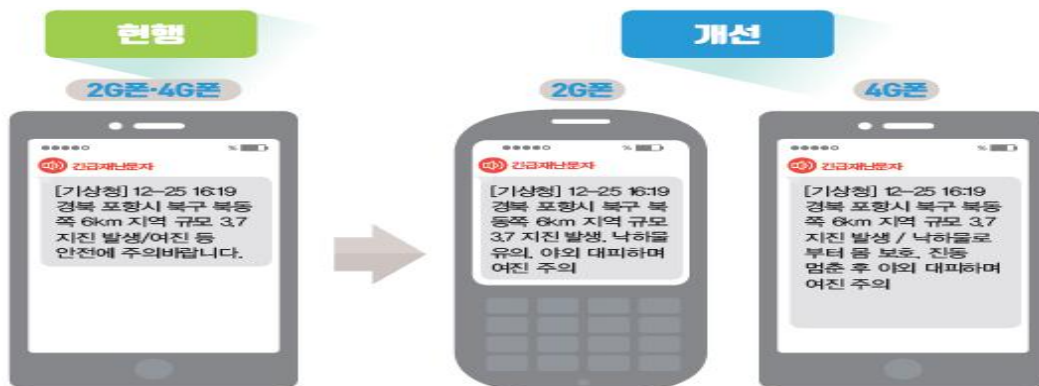 현행
개선
2G폰·4G폰
2G폰
4G폰
긴급재난문자
[기상청] 12-25 16:19
경북 포항시 북구 북동
쪽 6km 지역 규모 3.7
지진 발생/여진 등
안전에 주의바랍니다.
긴급재난문자
[기상청] 12-25 16:19
경북 포항시 북구 북
동쪽 6km 지역 규모
3.7 지진 발생, 낙하물
유의, 야외 대피하며
여진 주의
긴급재난문자
[기상청] 12-25 16:19
경북 포항시 북구 북동
쪽 6km 지역 규모 3.7
지진 발생 / 낙하물로
부터 몸 보호, 진동
멈춘 후 야외 대피하며
여진 주의